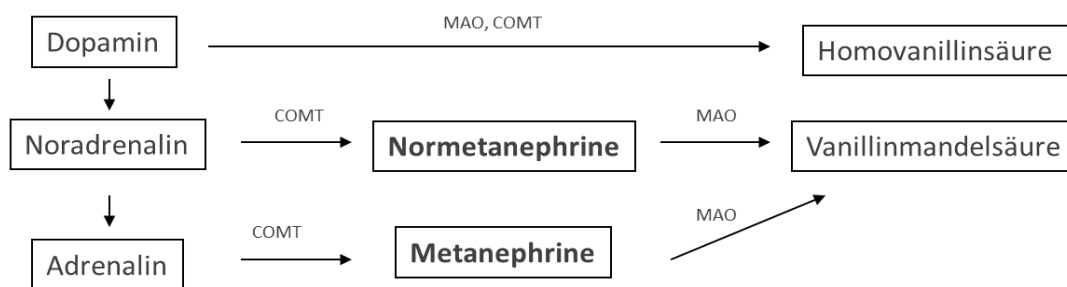 MAO, COMT
Dopamin
Homovanillinsäure
COMT
MAO
Noradrenalin
Normetanephrine
Vanillinmandelsäure
COMT
MAO
Adrenalin
Metanephrine